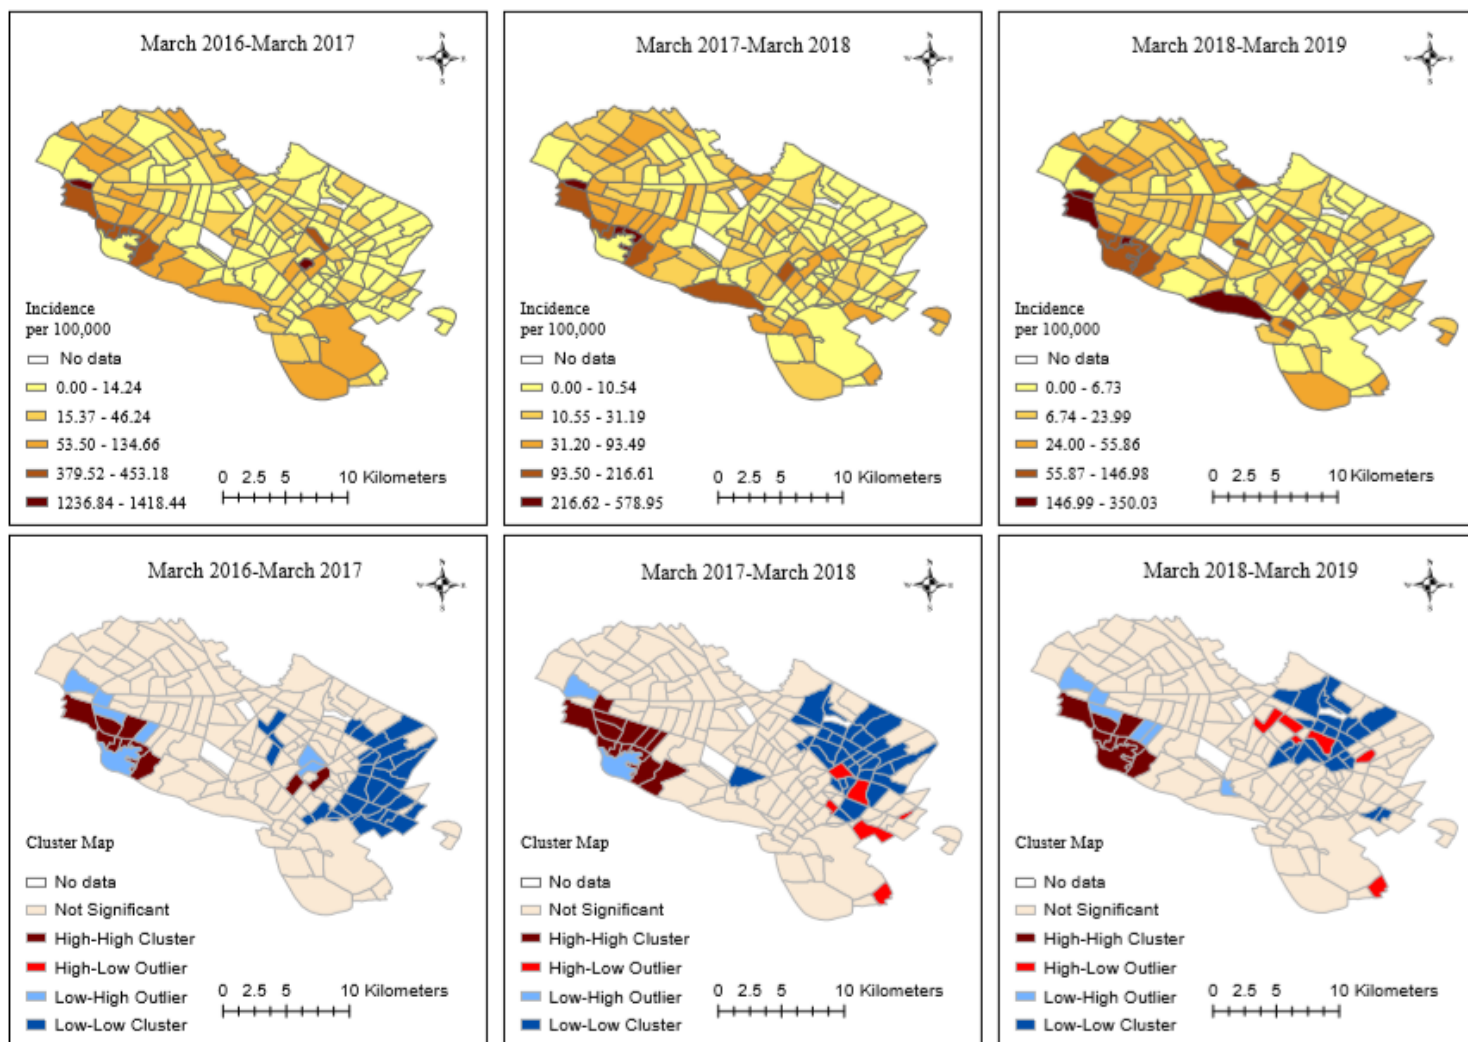 March 2016-March 2017
N
W
E
S
Incidence
per 100,000
No data
0.00 - 14.24
15.37 - 46.24
53.50 - 134.66
379.52 - 453.18
1236.84 - 1418.44
0 2.5 5 10 Kilometers
March 2017-March 2018
N
W
E
S
Incidence
per 100,000
No data
0.00 - 10.54
10.55 - 31.19
31.20 - 93.49
93.50 - 216.61
216.62 - 578.95
0 2.5 5 10 Kilometers
March 2018-March 2019
N
W
E
S
Incidence
per 100,000
No data
0.00 - 6.73
6.74 - 23.99
24.00 - 55.86
55.87 - 146.98
146.99 - 350.03
0 2.5 5 10 Kilometers
March 2016-March 2017
N
W
E
S
Cluster Map
No data
Not Significant
High-High Cluster
High-Low Outlier
Low-High Outlier
Low-Low Cluster
0 2.5 5 10 Kilometers
March 2017-March 2018
N
W
E
S
Cluster Map
No data
Not Significant
High-High Cluster
High-Low Outlier
Low-High Outlier
Low-Low Cluster
0 2.5 5 10 Kilometers
March 2018-March 2019
N
W
E
S
Cluster Map
No data
Not Significant
High-High Cluster
High-Low Outlier
Low-High Outlier
Low-Low Cluster
0 2.5 5 10 Kilometers